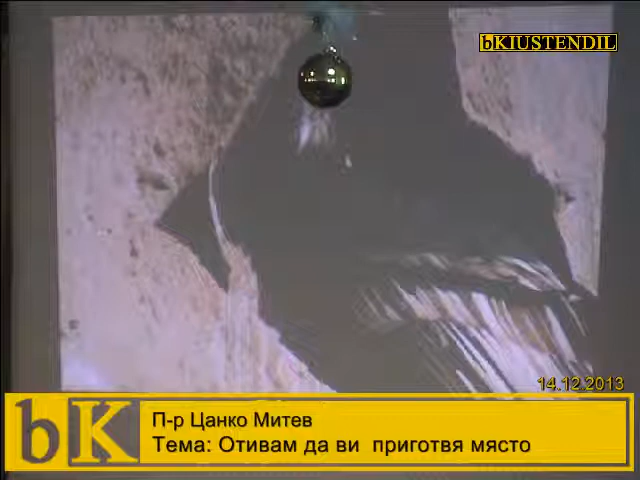 bKIUSTENDIL
14.12.2013
bK
П-р Цанко Митев
Тема: Отивам да ви приготвя място